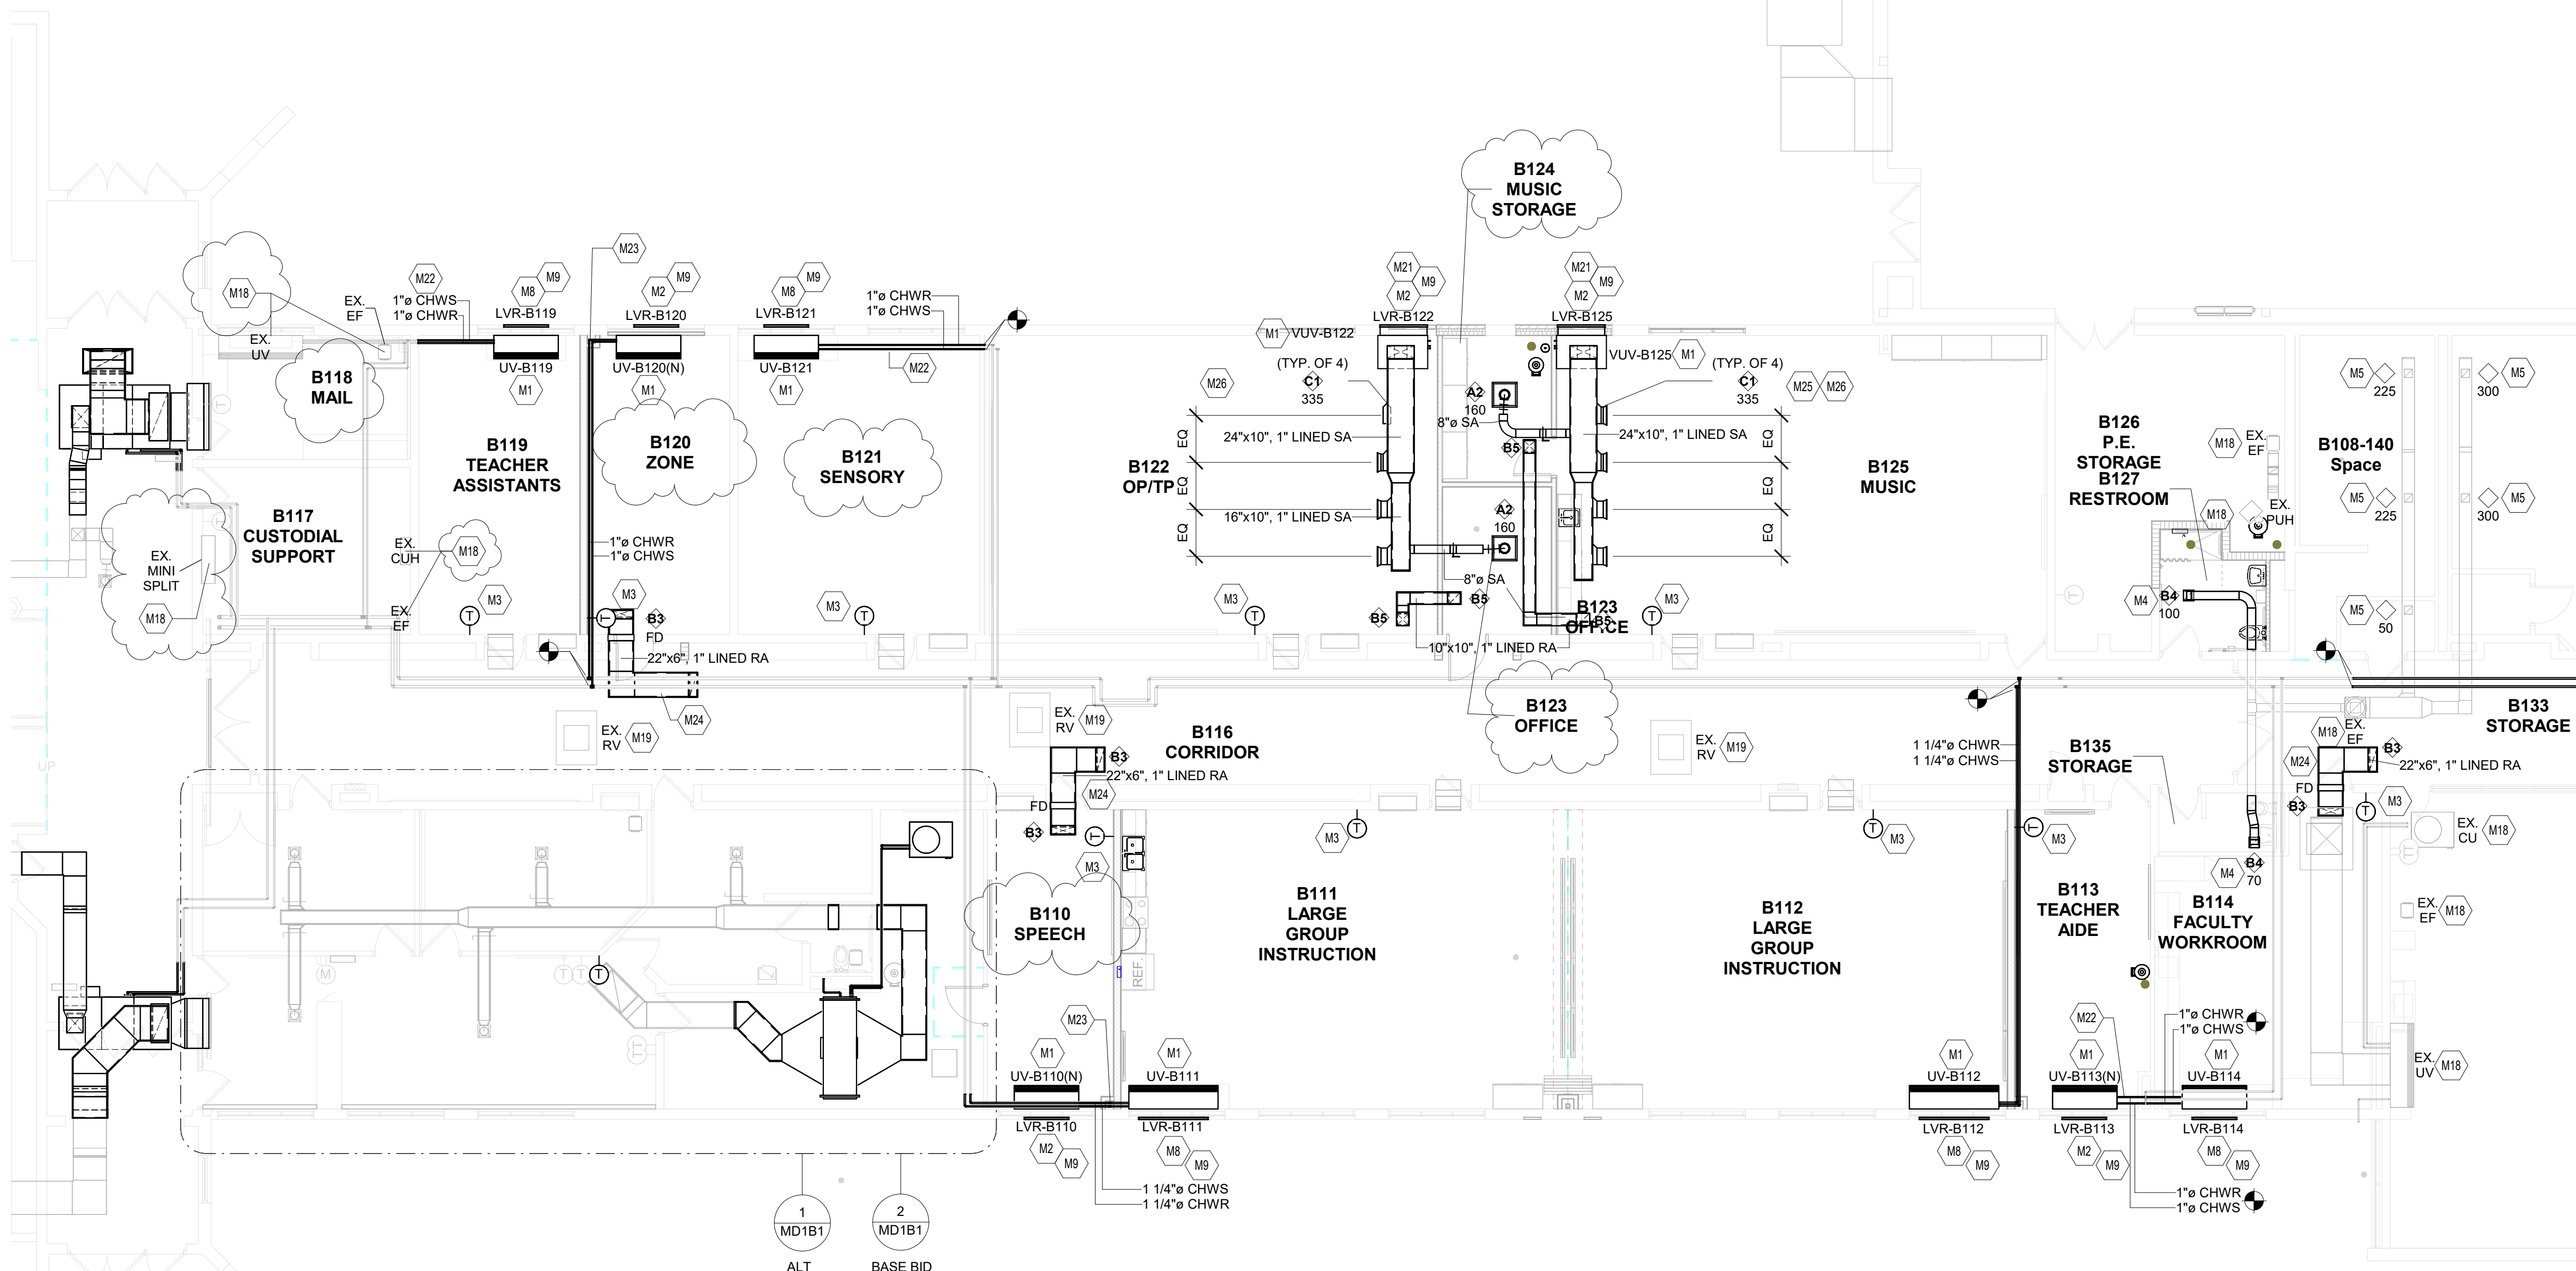 B124
MUSIC
STORAGE
M23
M18
M22
M8
M9
M2
M9
M8
M9
M21
M2
M9
M21
M2
M9
EX.
EF
1"ø CHWS
1"ø CHWR
LVR-B119
LVR-B120
LVR-B121
1"ø CHWR
1"ø CHWS
LVR-B122
LVR-B125
EX.
UV
UV-B119
M1
UV-B120(N)
M1
UV-B121
M1
M22
M1
VUV-B122
VUV-B125
M1
B118
MAIL
M26
(TYP. OF 4)
C1
335
A2
160
8"ø SA
(TYP. OF 4)
C1
335
M25
M26
M5
225
300
M5
B119
TEACHER
ASSISTANTS
B120
ZONE
B121
SENSORY
B122
OP/TP
24"x10", 1" LINED SA
24"x10", 1" LINED SA
EQ
EQ
EQ
EQ
EQ
EQ
B5
B125
MUSIC
B126
P.E.
STORAGE
B127
RESTROOM
M18
EX.
EF
B108-140
Space
M5
225
300
M5
B117
CUSTODIAL
SUPPORT
16"x10", 1" LINED SA
A2
160
M18
EX.
PUH
EX.
MINI
SPLIT
M18
EX.
CUH
M18
1"ø CHWR
1"ø CHWS
8"ø SA
EX.
EF
M3
T
M3
T
B3
FD
M3
T
M3
T
B5
B5
B123
OFFICE
B5
M3
T
T
M4
B4
100
M5
50
22"x6", 1" LINED RA
10"x10", 1" LINED RA
M24
EX.
RV
M19
EX.
RV
M19
B116
CORRIDOR
B123
OFFICE
EX.
RV
M19
1 1/4"ø CHWR
1 1/4"ø CHWS
B135
STORAGE
B133
STORAGE
M18
EX.
EF
B3
M24
22"x6", 1" LINED RA
FD
B3
M3
T
UP
B3
22"x6", 1" LINED RA
M24
FD
B3
T
M3
M3
T
T
M3
T
M3
EX.
CU
M18
T
M4
B4
70
B110
SPEECH
B111
LARGE
GROUP
INSTRUCTION
B112
LARGE
GROUP
INSTRUCTION
B113
TEACHER
AIDE
B114
FACULTY
WORKROOM
EX.
EF
M18
REF.
M
T
T
T
T
T
M23
M22
1"ø CHWR
1"ø CHWS
M1
UV-B110(N)
M1
UV-B111
M1
UV-B112
M1
UV-B113(N)
M1
UV-B114
EX.
UV
M18
LVR-B110
M2
M9
LVR-B111
M8
M9
LVR-B112
M8
M9
LVR-B113
M2
M9
LVR-B114
M8
M9
1 1/4"ø CHWS
1 1/4"ø CHWR
1"ø CHWR
1"ø CHWS
1
MD1B1
2
MD1B1
ALT
BASE BID